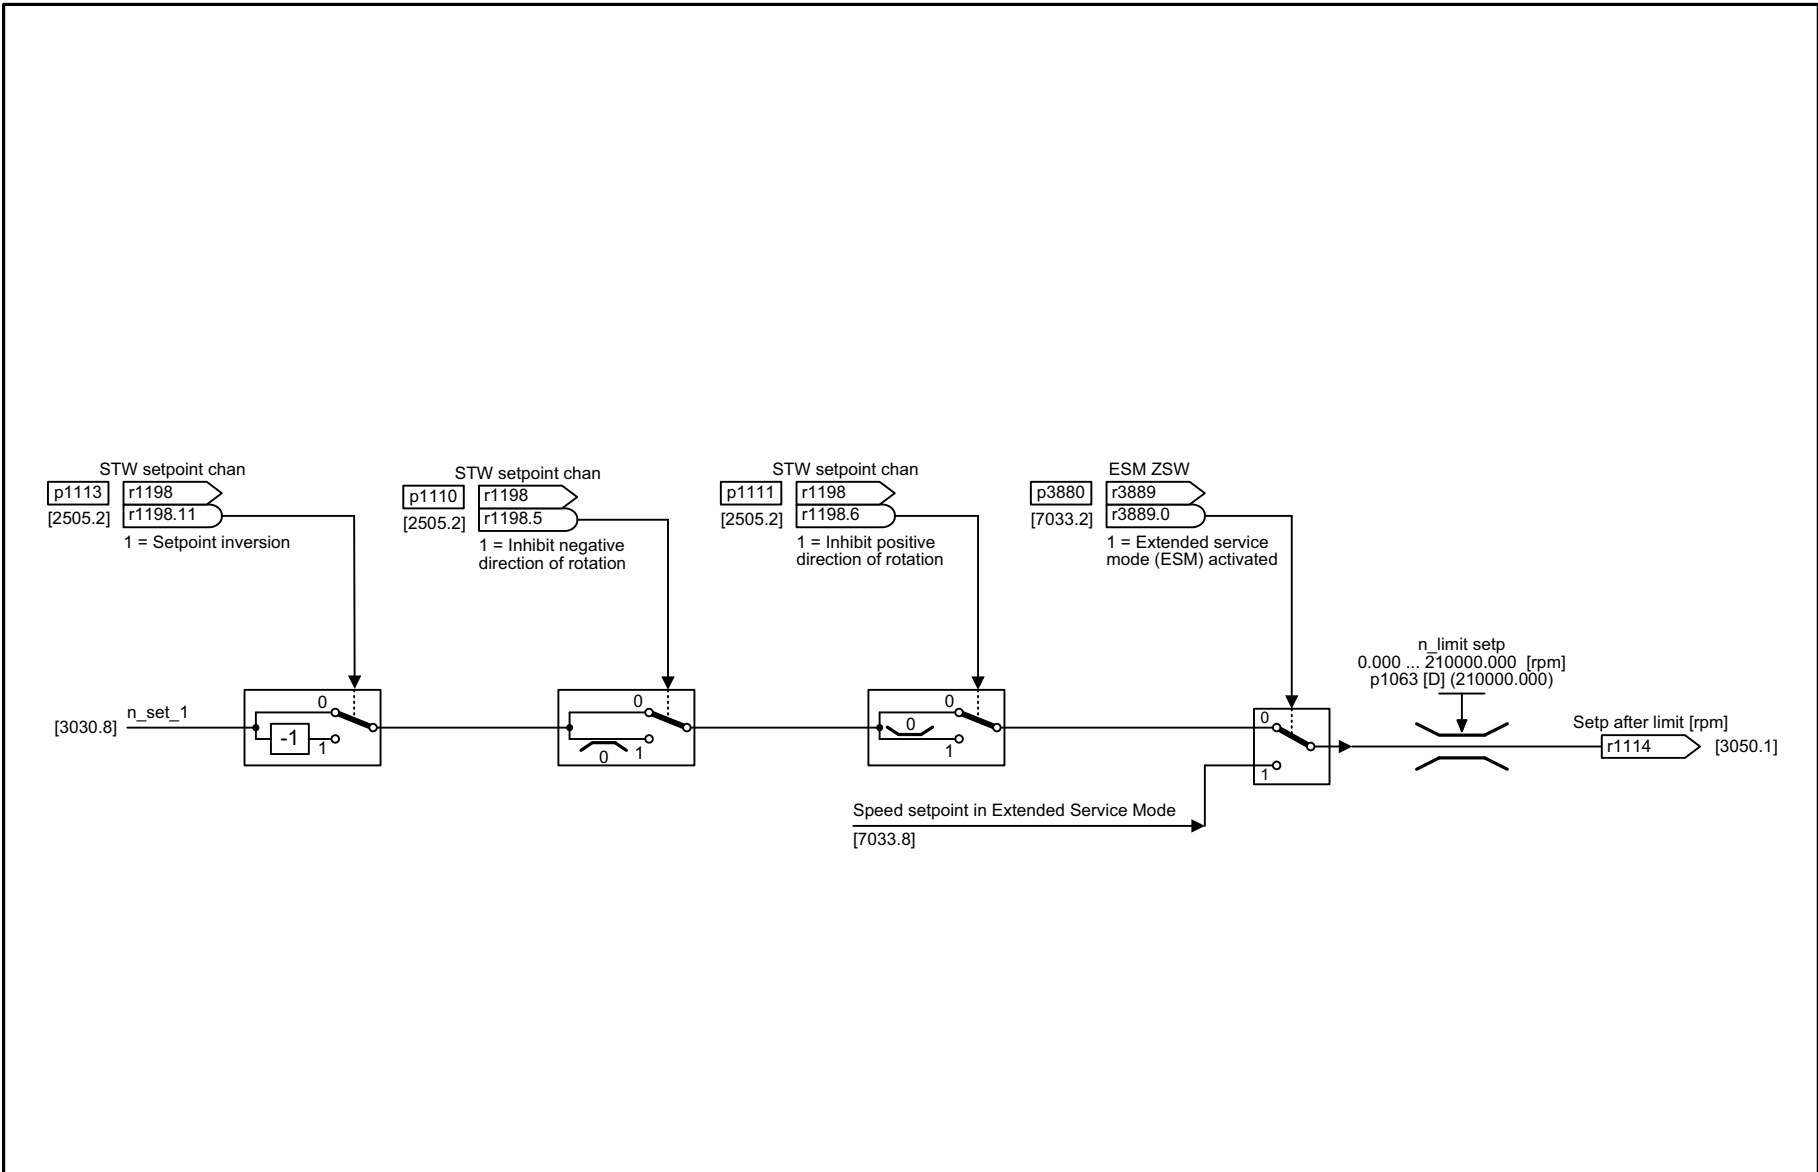 STW setpoint chan
p1113
r1198
[2505.2]
r1198.11
1 = Setpoint inversion
STW setpoint chan
p1110
r1198
[2505.2]
r1198.5
1 = Inhibit negative
direction of rotation
STW setpoint chan
p1111
r1198
[2505.2]
r1198.6
1 = Inhibit positive
direction of rotation
ESM ZSW
p3880
r3889
[7033.2]
r3889.0
1 = Extended service
mode (ESM) activated
n_limit setp
0.000 ... 210000.000 [rpm]
p1063 [D] (210000.000)
[3030.8]
n_set_1
0
-1
1
0
0
1
0
0
1
0
1
Setp after limit [rpm]
r1114
[3050.1]
Speed setpoint in Extended Service Mode
[7033.8]